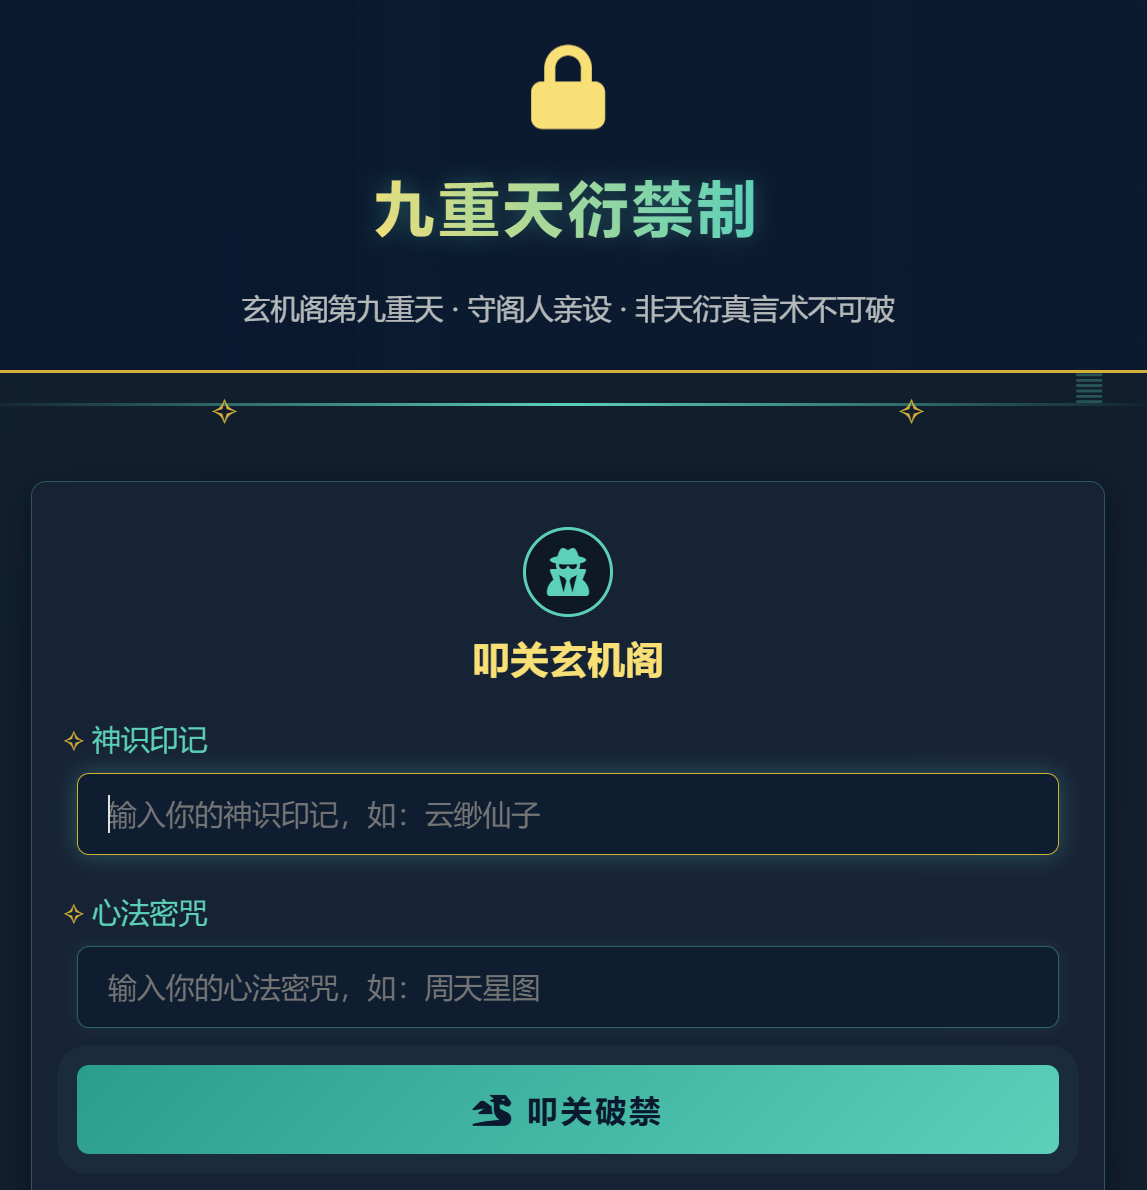 九重天衍禁制
玄机阁第九重天 · 守阁人亲设 · 非天衍真言术不可破
叩关玄机阁
神识印记
输入你的神识印记，如：云缈仙子
心法密咒
输入你的心法密咒，如：周天星图
叩关破禁